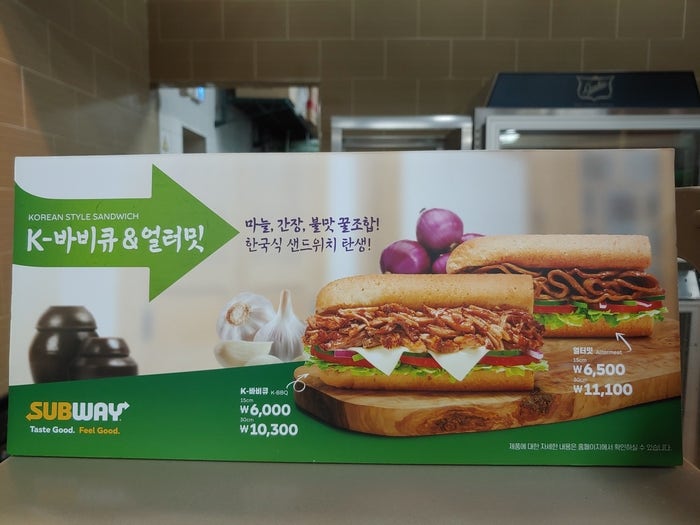 KOREAN STYLE SANDWICH
K-바비큐 & 얼터밋
마늘, 간장, 불맛 꿀조합!
한국식 샌드위치 탄생!
SUBWAY
Taste Good. Feel Good.
K-바비큐 K-BBQ
15cm
₩6,000
30cm
₩10,300
얼터밋 Altermeat
15cm
₩6,500
30cm
₩11,100
제품에 대한 자세한 내용은 홈페이지에서 확인하실 수 있습니다.